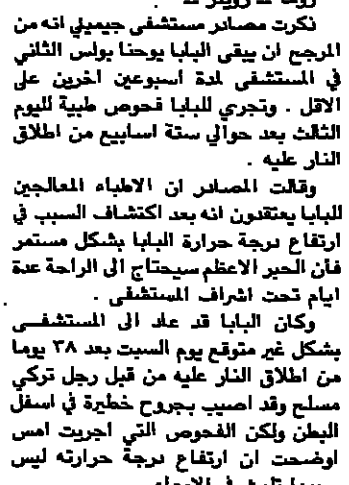 ذكرت مصادر مستشفى جيميلي انه من
المرجح ان يبقى البابا يوحنا بولس الثاني
في المستشفى لمدة اسبوعين اخرين على
الاقل . وتجري للبابا فحوص طبية لليوم
الثالث بعد حوالي ستة اسابيع من اطلاق
النار عليه .
وقالت المصادر ان الاطباء المعالجين
للبابا يعتقدون انه بعد اكتشاف السبب في
ارتفاع درجة حرارة البابا بشكل مستمر
فأن الحبر الاعظم سيحتاج الى الراحة عدة
ايام تحت اشراف المستشفى .
وكان البابا قد عاد الى المستشفى
بشكل غير متوقع يوم السبت بعد ٣٨ يوما
من اطلاق النار عليه من قبل رجل تركي
مسلح وقد اصيب بجروح خطيرة في اسفل
البطن ولكن الفحوص التي اجريت امس
اوضحت ان ارتفاع درجة حرارته ليس